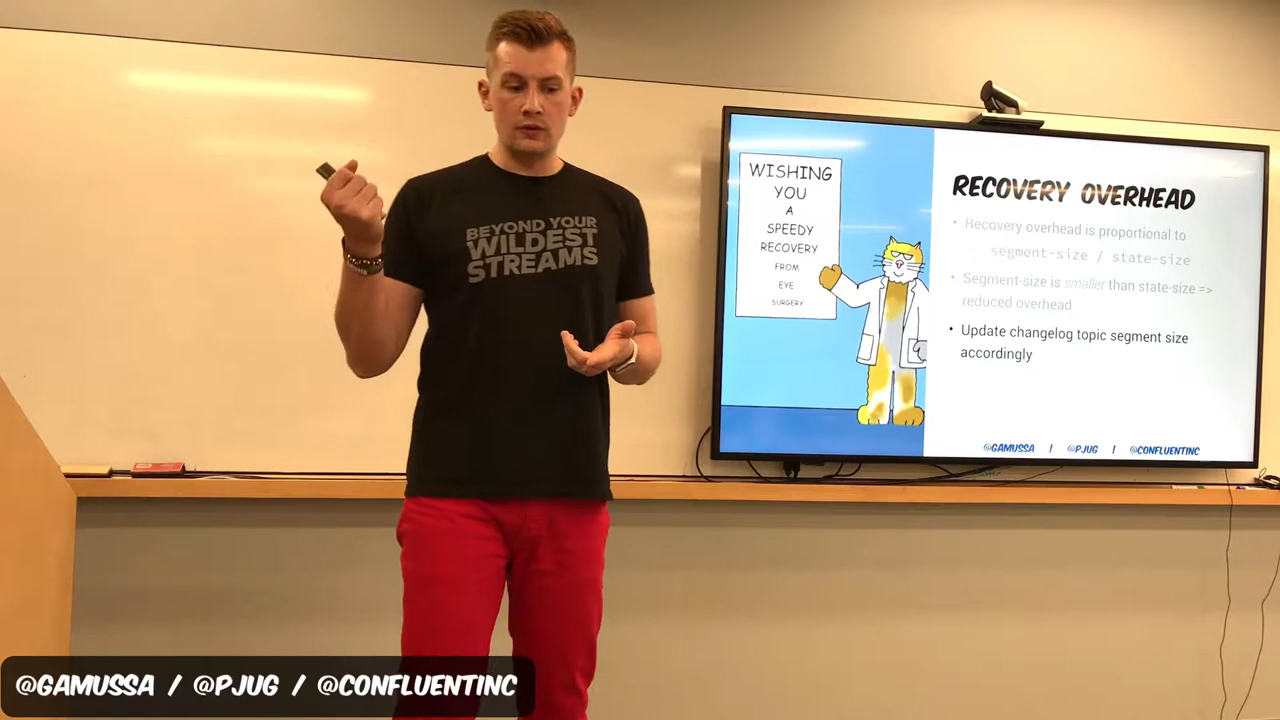 BEYOND YOUR
WILDEST
STREAMS
WISHING
YOU
A
SPEEDY
RECOVERY
FROM
EYE
SURGERY
RECOVERY OVERHEAD
• Recovery overhead is proportional to
segment-size / state-size
• Segment-size is smaller than state-size =>
reduced overhead
• Update changelog topic segment size
accordingly
@GAMUSSA | @PJUG | @CONFLUENTINC
@GAMUSSA / @PJUG / @CONFLUENTINC